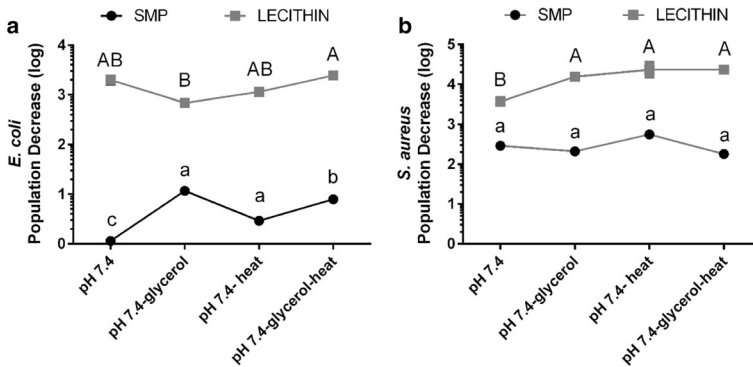 a
SMP
LECITHIN
E. coli
Population Decrease (log)
4
3
2
1
0
AB
B
AB
A
c
a
a
b
pH 7.4
pH 7.4-glycerol
pH 7.4- heat
pH 7.4-glycerol-heat
b
SMP
LECITHIN
S. aureus
Population Decrease (log)
5
4
3
2
1
0
B
A
A
A
a
a
a
a
pH 7.4
pH 7.4-glycerol
pH 7.4- heat
pH 7.4-glycerol-heat